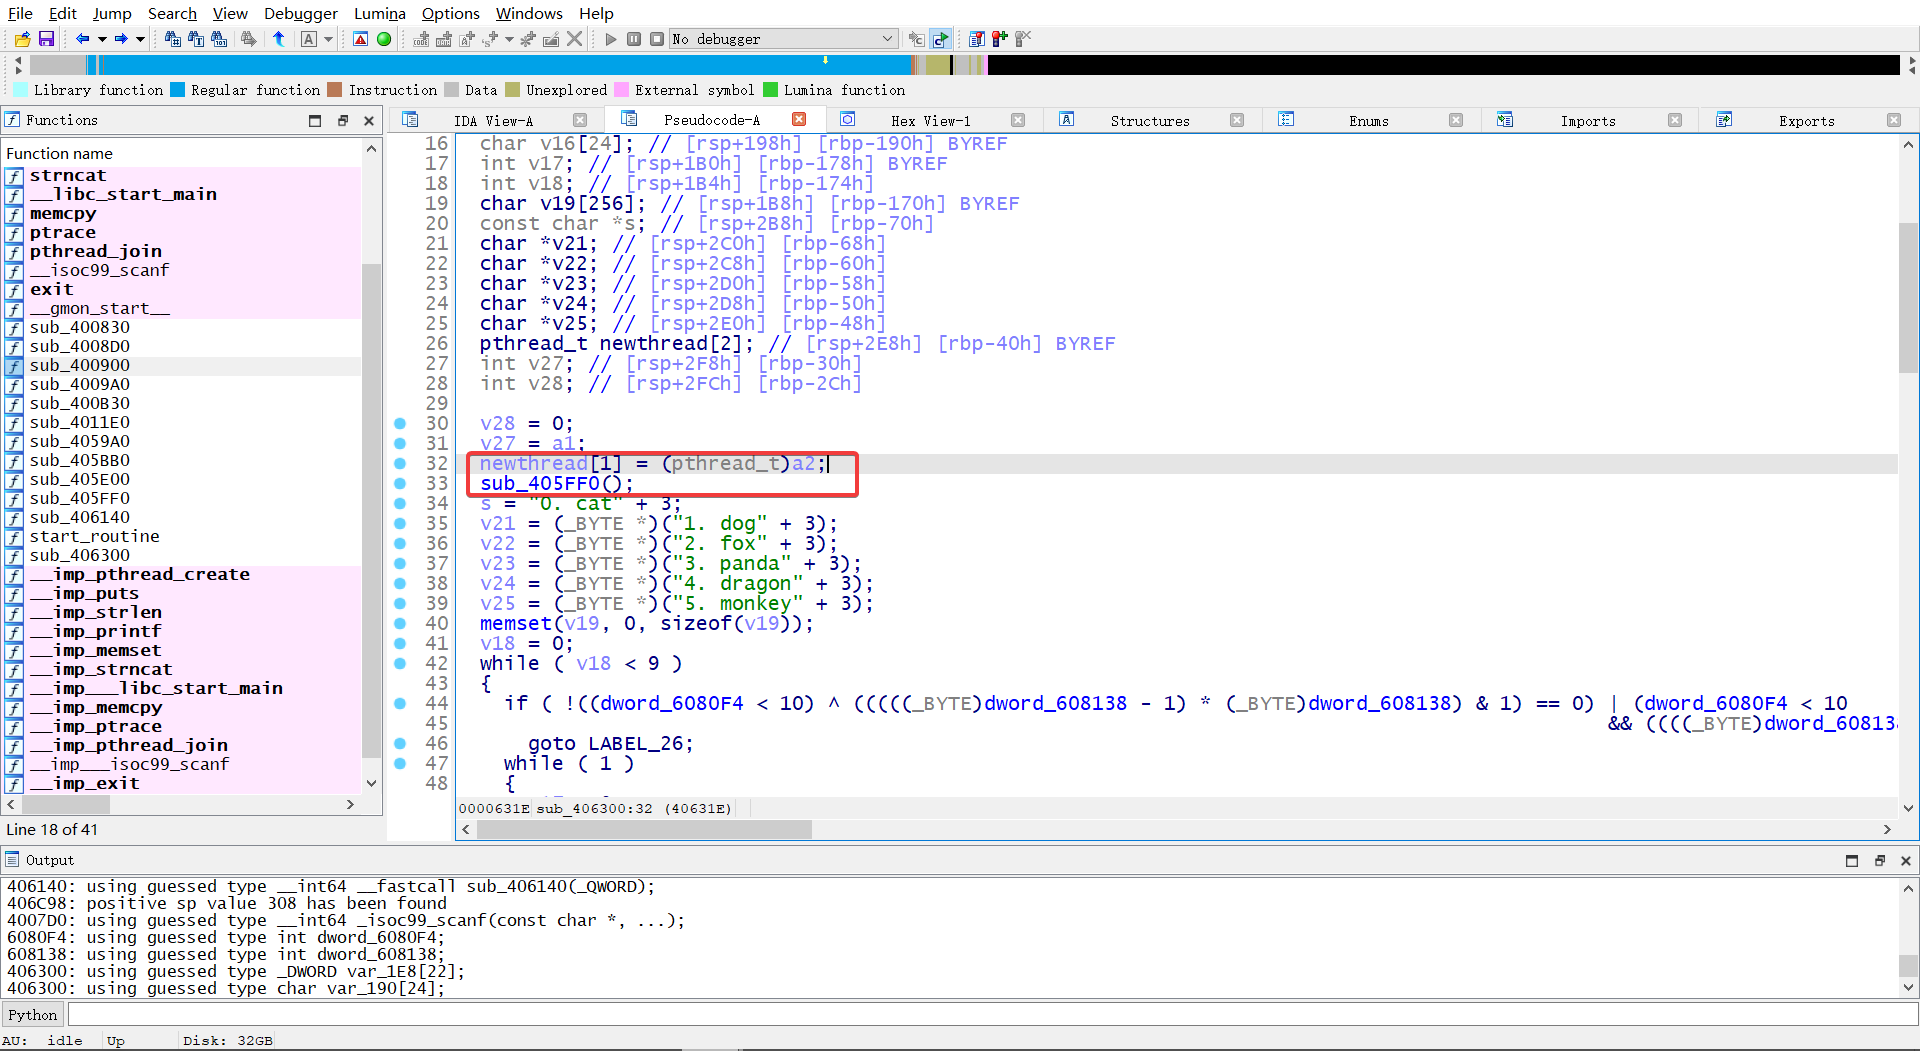 File Edit Jump Search View Debugger Lumina Options Windows Help
No debugger
Library function Regular function Instruction Data Unexplored External symbol Lumina function
Functions
IDA View-A Pseudocode-A Hex View-1 Structures Enums Imports Exports
Function name
strncat
__libc_start_main
memcpy
ptrace
pthread_join
__isoc99_scanf
exit
__gmon_start__
sub_400830
sub_4008D0
sub_400900
sub_4009A0
sub_400B30
sub_4011E0
sub_4059A0
sub_405BB0
sub_405E00
sub_405FF0
sub_406140
start_routine
sub_406300
__imp_pthread_create
__imp_puts
__imp_strlen
__imp_printf
__imp_memset
__imp_strncat
__imp___libc_start_main
__imp_memcpy
__imp_ptrace
__imp_pthread_join
__imp___isoc99_scanf
__imp_exit
Line 18 of 41
16 char v16[24]; // [rsp+198h] [rbp-190h] BYREF
17 int v17; // [rsp+1B0h] [rbp-178h] BYREF
18 int v18; // [rsp+1B4h] [rbp-174h]
19 char v19[256]; // [rsp+1B8h] [rbp-170h] BYREF
20 const char *s; // [rsp+2B8h] [rbp-70h]
21 char *v21; // [rsp+2C0h] [rbp-68h]
22 char *v22; // [rsp+2C8h] [rbp-60h]
23 char *v23; // [rsp+2D0h] [rbp-58h]
24 char *v24; // [rsp+2D8h] [rbp-50h]
25 char *v25; // [rsp+2E0h] [rbp-48h]
26 pthread_t newthread[2]; // [rsp+2E8h] [rbp-40h] BYREF
27 int v27; // [rsp+2F8h] [rbp-30h]
28 int v28; // [rsp+2FCh] [rbp-2Ch]
29
30 v28 = 0;
31 v27 = a1;
32 newthread[1] = (pthread_t)a2;
33 sub_405FF0();
34 s = "0. cat" + 3;
35 v21 = (_BYTE *)("1. dog" + 3);
36 v22 = (_BYTE *)("2. fox" + 3);
37 v23 = (_BYTE *)("3. panda" + 3);
38 v24 = (_BYTE *)("4. dragon" + 3);
39 v25 = (_BYTE *)("5. monkey" + 3);
40 memset(v19, 0, sizeof(v19));
41 v18 = 0;
42 while ( v18 < 9 )
43 {
44 if ( !((dword_6080F4 < 10) ^ (((((_BYTE)dword_608138 - 1) * (_BYTE)dword_608138) & 1) == 0) | (dword_6080F4 < 10
45 && ((((_BYTE)dword_60813
46 goto LABEL_26;
47 while ( 1 )
48 {
0000631E sub_406300:32 (40631E)
Output
406140: using guessed type __int64 __fastcall sub_406140(_QWORD);
406C98: positive sp value 308 has been found
4007D0: using guessed type __int64 _isoc99_scanf(const char *, ...);
6080F4: using guessed type int dword_6080F4;
608138: using guessed type int dword_608138;
406300: using guessed type _DWORD var_1E8[22];
406300: using guessed type char var_190[24];
Python
AU: idle Up Disk: 32GB